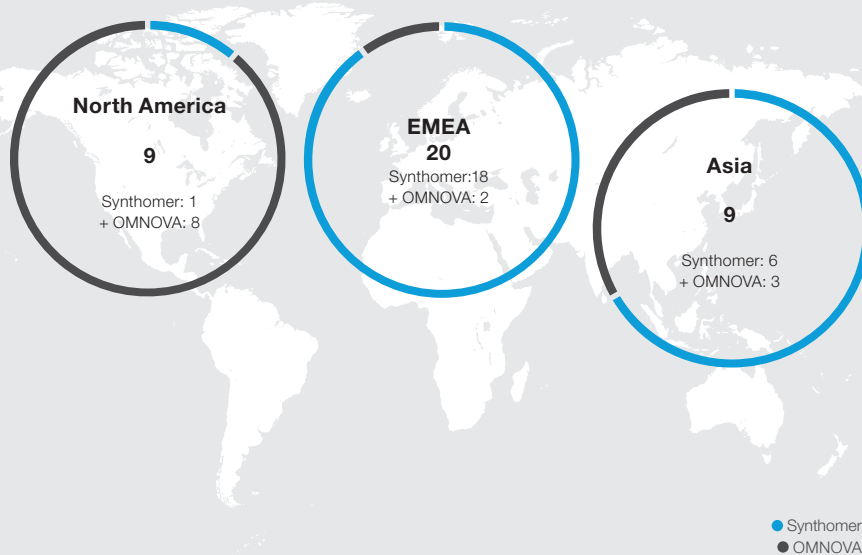 North America
9
Synthomer: 1
+ OMNOVA: 8
EMEA
20
Synthomer:18
+ OMNOVA: 2
Asia
9
Synthomer: 6
+ OMNOVA: 3
Synthomer
OMNOVA